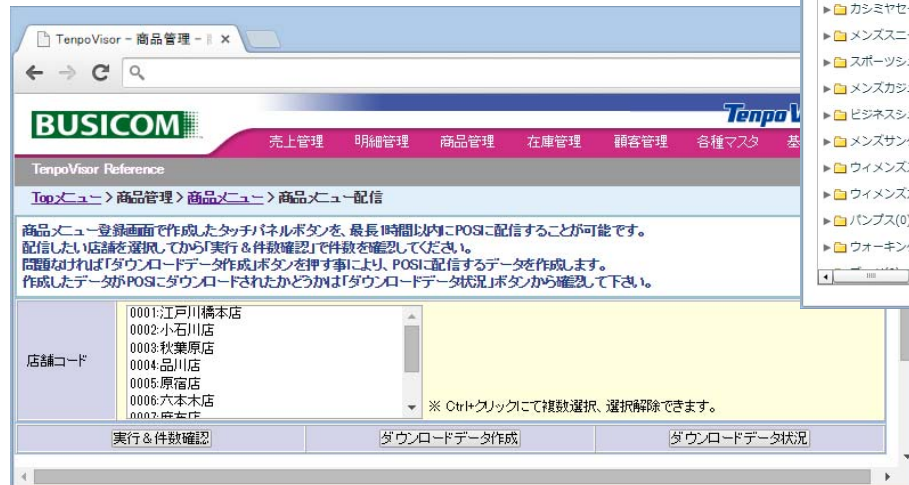 TenpoVisor - 商品管理 -
BUSICOM
売上管理 明細管理 商品管理 在庫管理 顧客管理 各種マスタ 基
TenpoVisor Reference
Topメニュー > 商品管理 > 商品メニュー > 商品メニュー配信
商品メニュー登録画面で作成したタッチパネルボタンを、最長1時間以内にPOSに配信することが可能です。
配信したい店舗を選択してから「実行＆件数確認」で件数を確認してください。
問題なければ「ダウンロードデータ作成」ボタンを押す事により、POSに配信するデータを作成します。
作成したデータがPOSにダウンロードされたかどうかは「ダウンロードデータ状況」ボタンから確認して下さい。
店舗コード
0001:江戸川橋本店
0002:小石川店
0003:秋葉原店
0004:品川店
0005:原宿店
0006:六本木店
0007:麻布店
※ Ctrl+クリックにて複数選択、選択解除できます。
実行＆件数確認 ダウンロードデータ作成 ダウンロードデータ状況
カシミヤセ
メンズスニ
スポーツシ
メンズカジ
ビジネスシ
メンズサン
ウィメンズ
ウィメンズ
パンプス(0)
ウォーキン